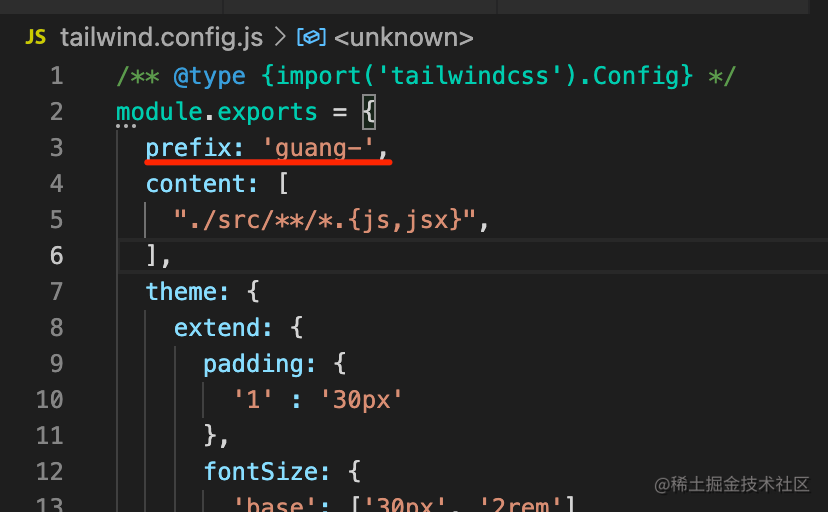 JS tailwind.config.js > <unknown>
1 /** @type {import('tailwindcss').Config} */
2 module.exports = {
3 prefix: 'guang-',
4 content: [
5 "./src/**/*.{js,jsx}",
6 ],
7 theme: {
8 extend: {
9 padding: {
10 '1' : '30px'
11 },
12 fontSize: {
13 'base': ['30px', '2rem']
@稀土掘金技术社区